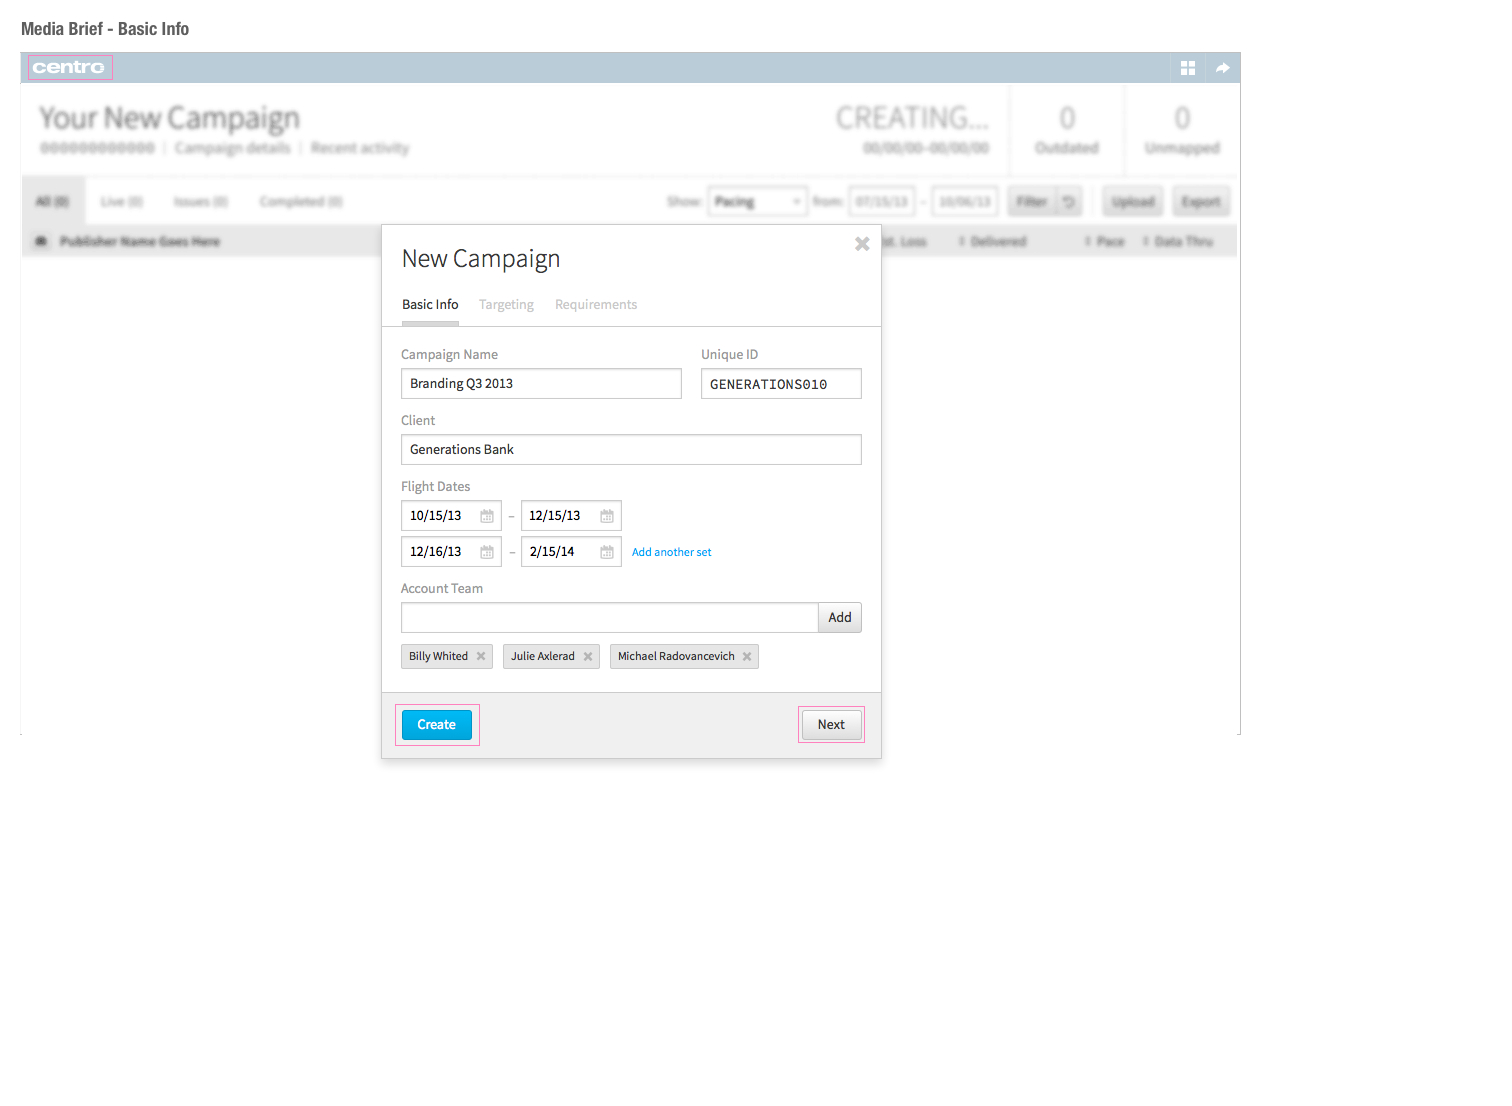 Media Brief - Basic Info
centro
Your New Campaign
CREATING...
0
0
000000000000 | Campaign details | Recent activity
00/00/00-00/00/00
Outdated
Unmapped
All (0)
Live (0)
Issues (0)
Completed (0)
Show: Pacing from: 07/15/13 - 10/06/13
Filter
Upload
Export
Publisher Name Goes Here
st. Loss
Delivered
Pace
Data Thru
New Campaign
Basic Info
Targeting
Requirements
Campaign Name
Unique ID
Branding Q3 2013
GENERATIONS010
Client
Generations Bank
Flight Dates
10/15/13 – 12/15/13
12/16/13 – 2/15/14
Add another set
Account Team
Add
Billy Whited
Julie Axlerad
Michael Radovancevich
Create
Next